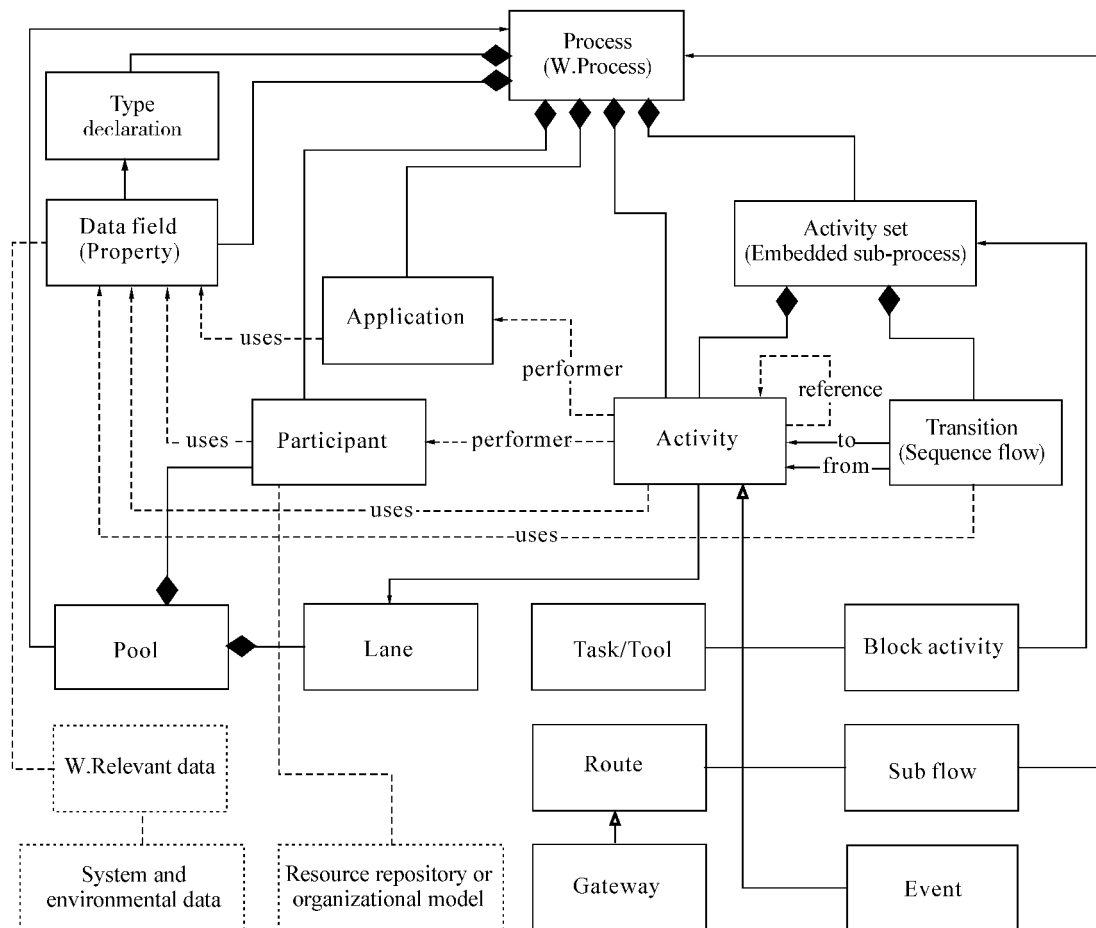 Process
(W.Process)
Type
declaration
Data field
(Property)
Activity set
(Embedded sub-process)
Application
uses
performer
reference
Participant
uses
performer
Activity
to
from
Transition
(Sequence flow)
uses
uses
Pool
Lane
Task/Tool
Block activity
W.Relevant data
Route
Sub flow
System and
environmental data
Resource repository or
organizational model
Gateway
Event